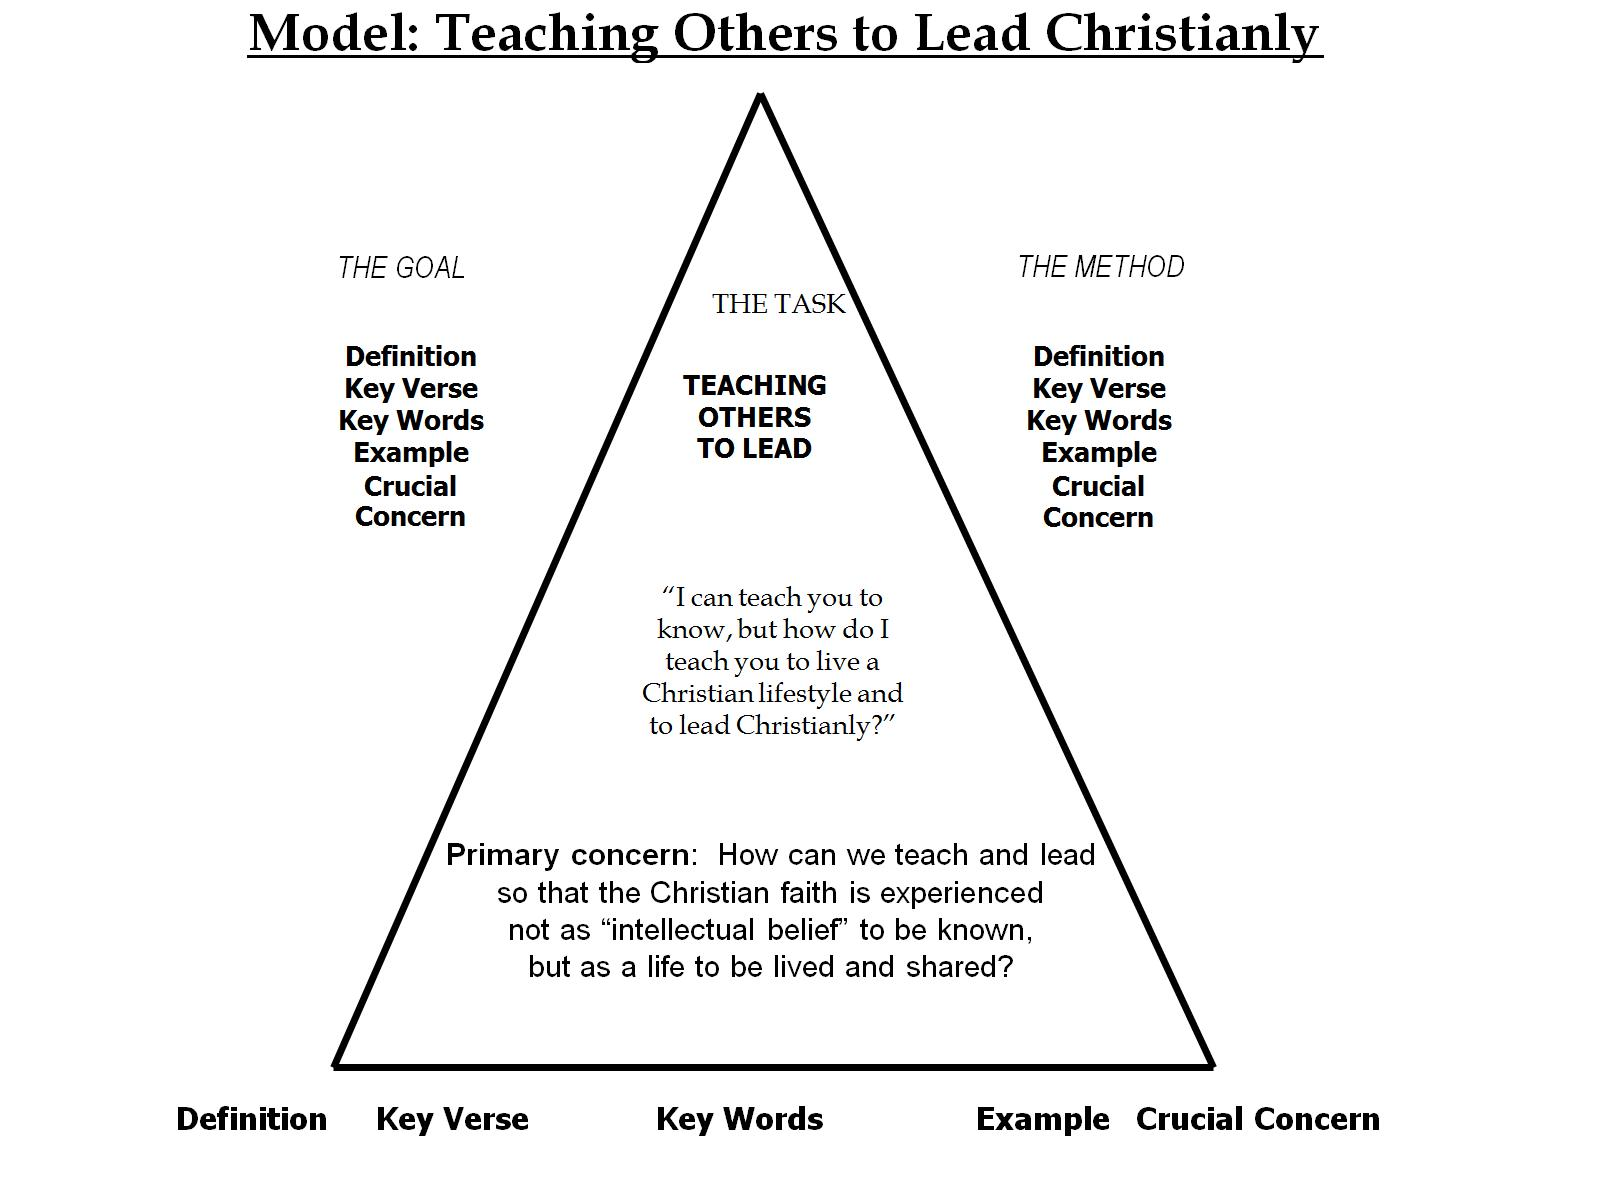 Model: Teaching Others to Lead Christianly
THE GOAL
Definition
Key Verse
Key Words
Example
Crucial
Concern
THE TASK
TEACHING
OTHERS
TO LEAD
“I can teach you to
know, but how do I
teach you to live a
Christian lifestyle and
to lead Christianly?”
Primary concern: How can we teach and lead
so that the Christian faith is experienced
not as “intellectual belief” to be known,
but as a life to be lived and shared?
THE METHOD
Definition
Key Verse
Key Words
Example
Crucial
Concern
Definition Key Verse Key Words Example Crucial Concern